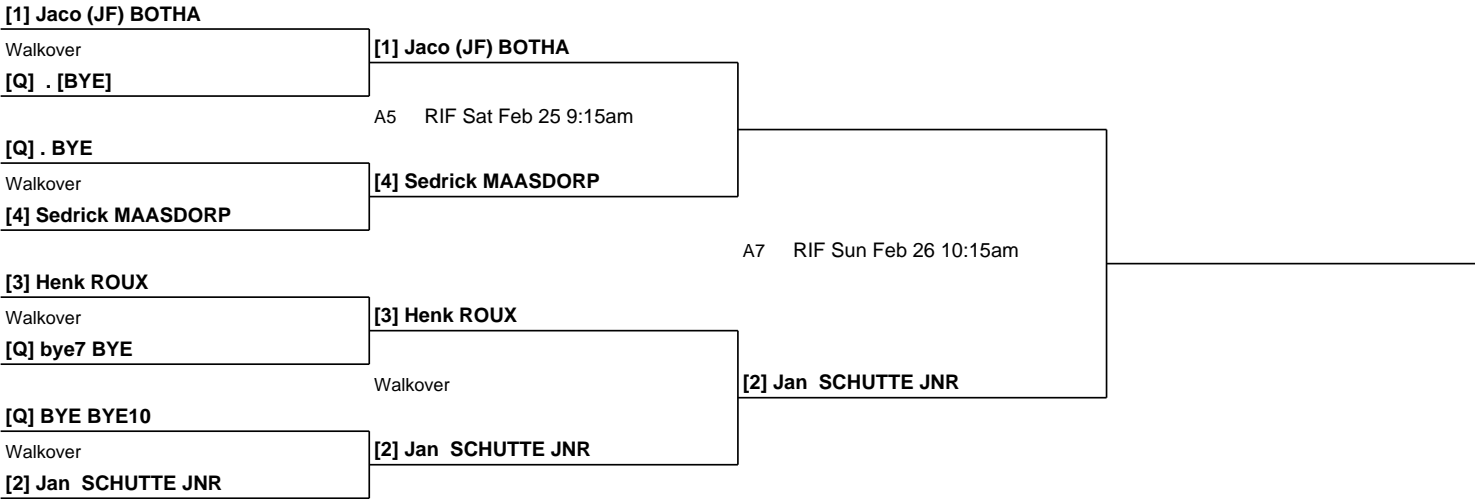 [1] Jaco (JF) BOTHA
Walkover
[1] Jaco (JF) BOTHA
[Q] . [BYE]
A5 RIF Sat Feb 25 9:15am
[Q] . BYE
Walkover
[4] Sedrick MAASDORP
[4] Sedrick MAASDORP
A7 RIF Sun Feb 26 10:15am
[3] Henk ROUX
Walkover
[3] Henk ROUX
[Q] bye7 BYE
Walkover
[2] Jan SCHUTTE JNR
[Q] BYE BYE10
Walkover
[2] Jan SCHUTTE JNR
[2] Jan SCHUTTE JNR